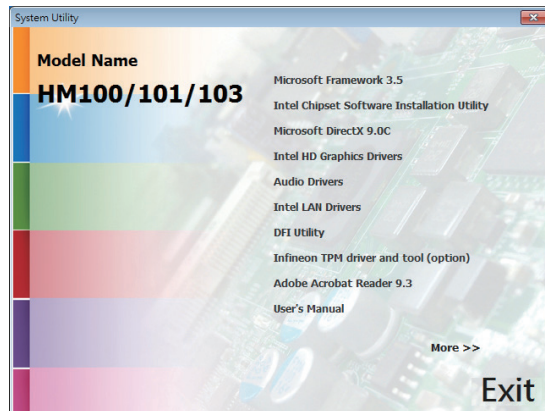 System Utility
Model Name
HM100/101/103
Microsoft Framework 3.5
Intel Chipset Software Installation Utility
Microsoft DirectX 9.0C
Intel HD Graphics Drivers
Audio Drivers
Intel LAN Drivers
DFI Utility
Infineon TPM driver and tool (option)
Adobe Acrobat Reader 9.3
User's Manual
More >>
Exit